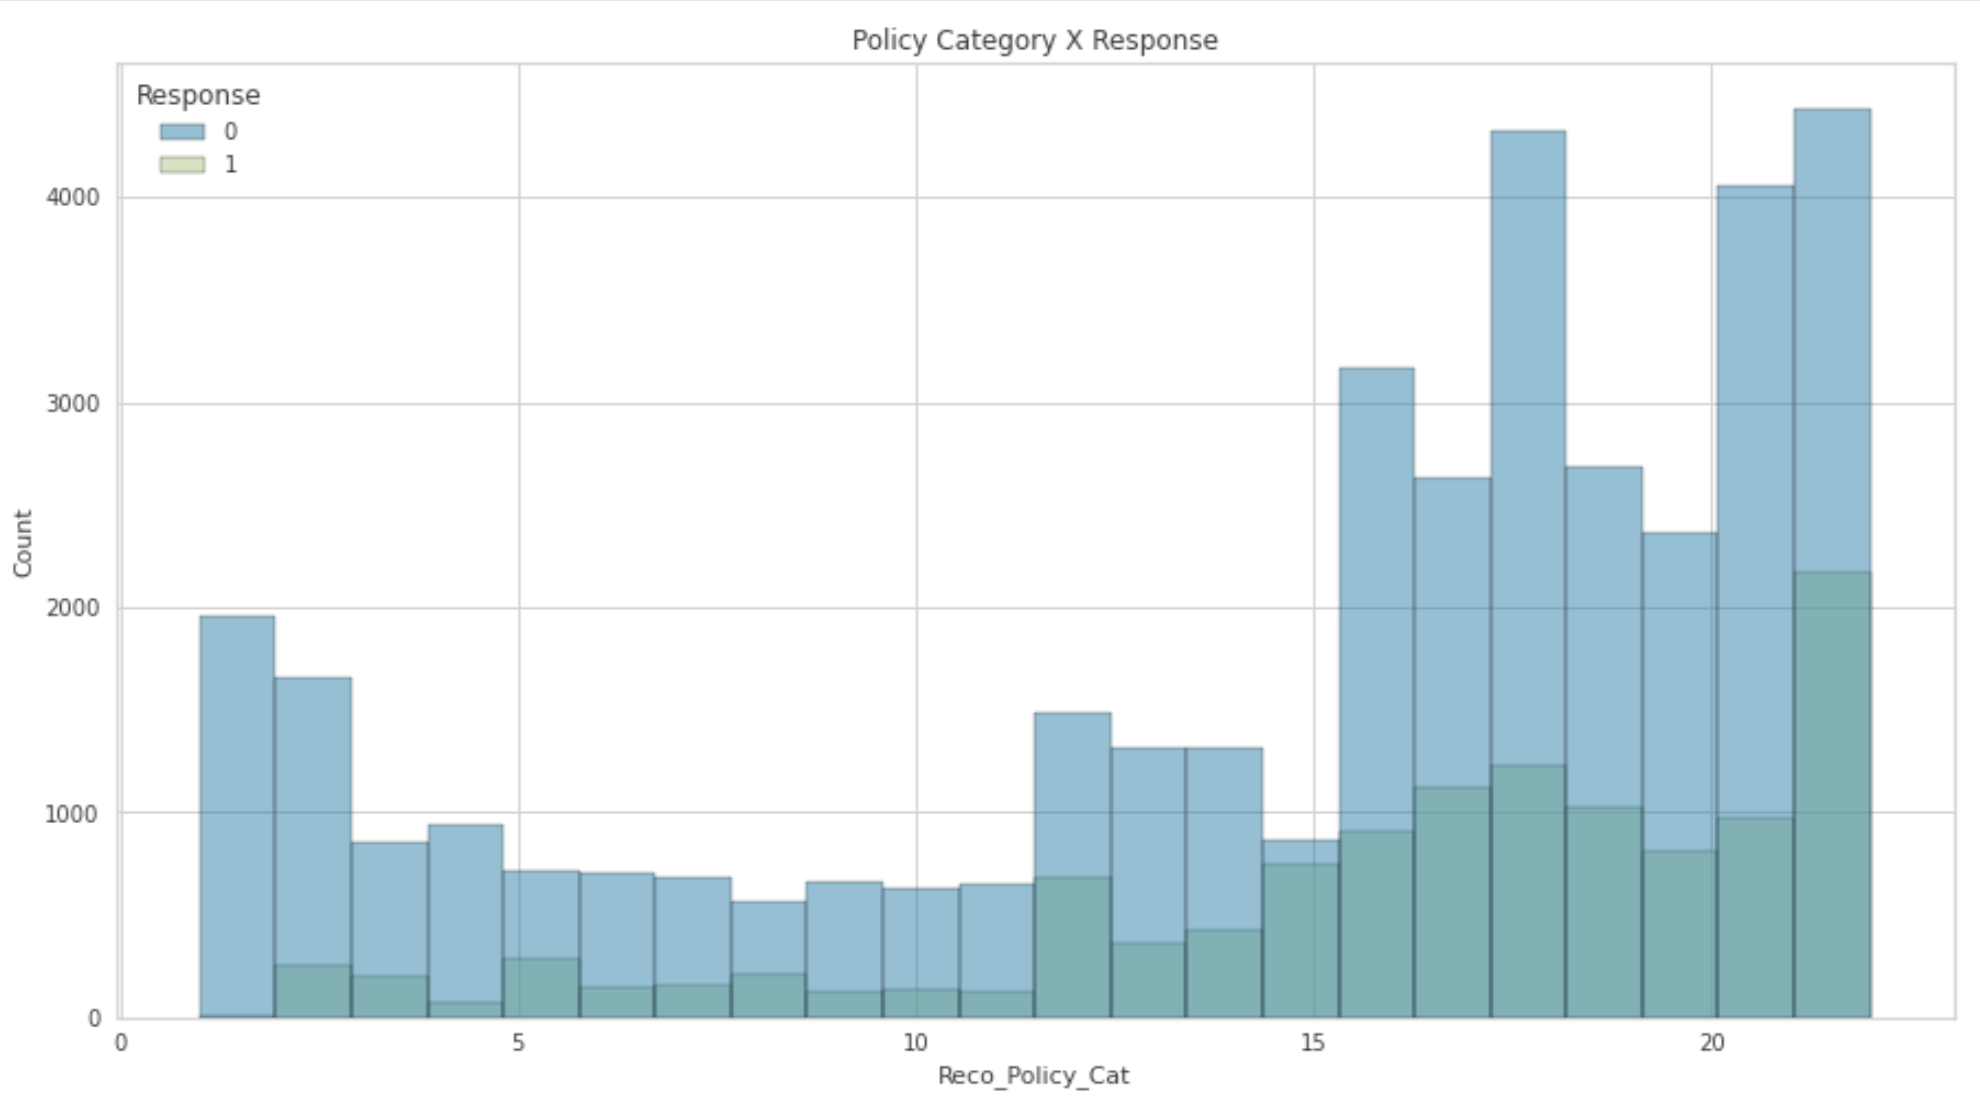 Policy Category X Response
Response
0
1
4000
3000
2000
1000
0
Count
0 5 10 15 20
Reco_Policy_Cat